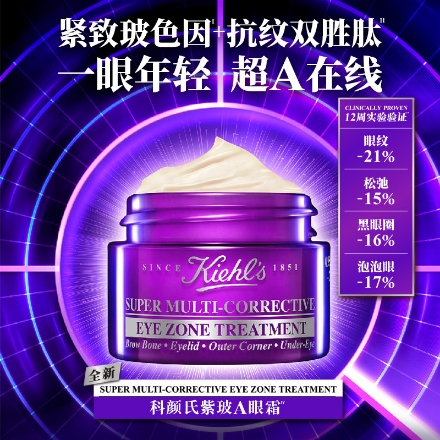 紧致玻色因+抗纹双胜肽
一眼年轻 超A在线
CLINICALLY PROVEN
12周实验验证
眼纹
-21%
松弛
-15%
黑眼圈
-16%
泡泡眼
-17%
SINCE Kiehl's 1851
SUPER MULTI-CORRECTIVE
EYE ZONE TREATMENT
Brow Bone • Eyelid • Outer Corner • Under-Eye
全新
SUPER MULTI-CORRECTIVE EYE ZONE TREATMENT
科颜氏紫玻A眼霜